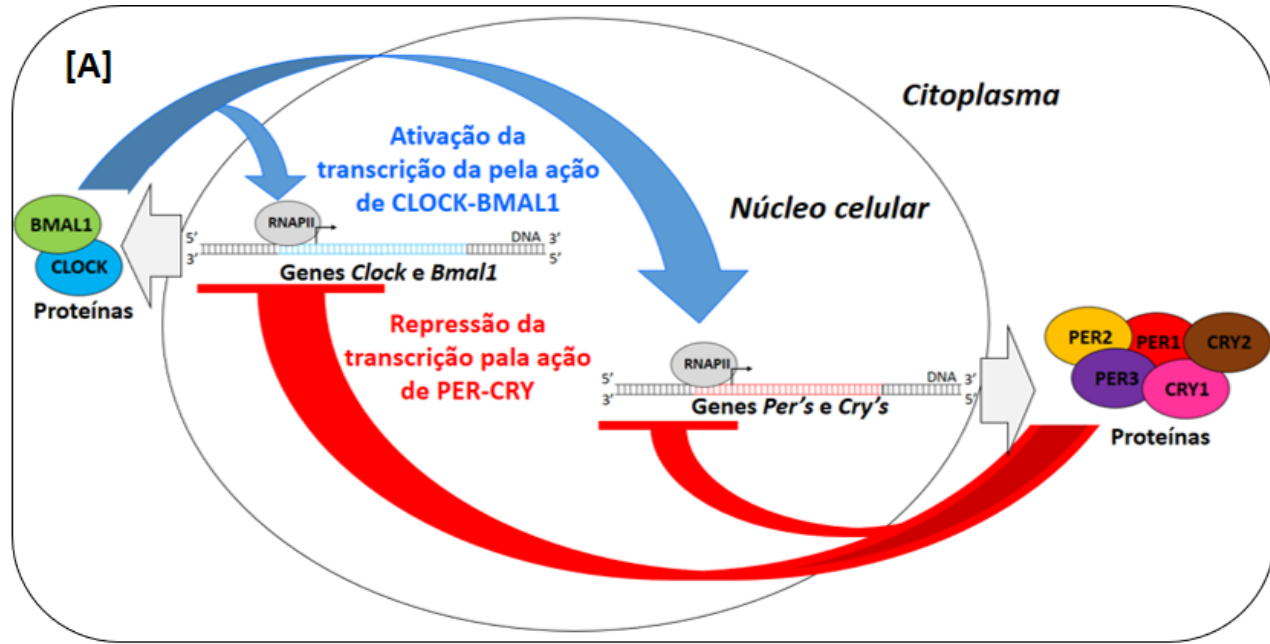 [A]
Citoplasma
Ativação da
transcrição da pela ação
de CLOCK-BMAL1
Núcleo celular
BMAL1
CLOCK
Proteínas
RNAPII
5’
3’
DNA
3’
5’
Genes Clock e Bmal1
Repressão da
transcrição pala ação
de PER-CRY
RNAPII
5’
3’
DNA
3’
5’
Genes Per’s e Cry’s
PER2
PER1
CRY2
PER3
CRY1
Proteínas